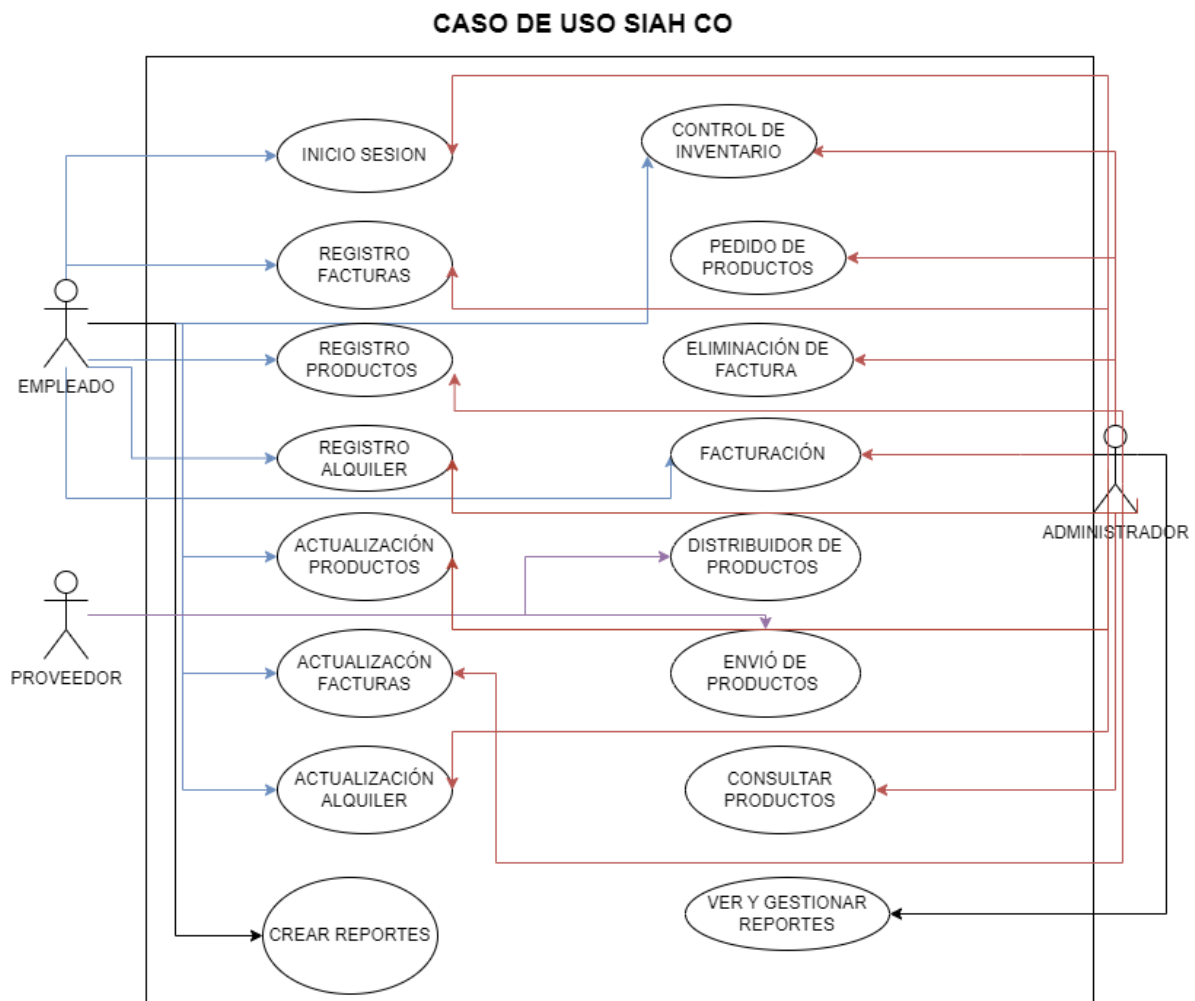 CASO DE USO SIAH CO
INICIO SESION
CONTROL DE
INVENTARIO
REGISTRO
FACTURAS
PEDIDO DE
PRODUCTOS
EMPLEADO
REGISTRO
PRODUCTOS
ELIMINACIÓN DE
FACTURA
REGISTRO
ALQUILER
FACTURACIÓN
ADMINISTRADOR
ACTUALIZACIÓN
PRODUCTOS
DISTRIBUIDOR DE
PRODUCTOS
PROVEEDOR
ACTUALIZACÓN
FACTURAS
ENVIÓ DE
PRODUCTOS
ACTUALIZACIÓN
ALQUILER
CONSULTAR
PRODUCTOS
CREAR REPORTES
VER Y GESTIONAR
REPORTES